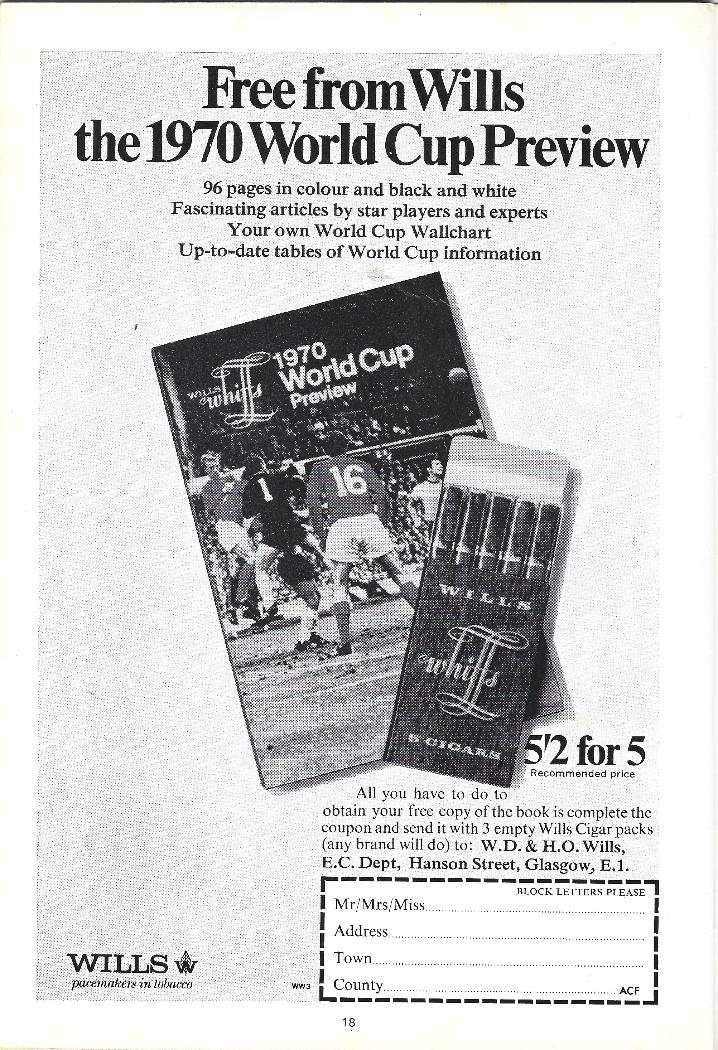 Free from Wills
the 1970 World Cup Preview
96 pages in colour and black and white
Fascinating articles by star players and experts
Your own World Cup Wallchart
Up-to-date tables of World Cup information
WILLS
whiffs
1970
World Cup
Preview
1
16
WILLS
whiffs
5 CIGARS
5'2 for 5
Recommended price
All you have to do to
obtain your free copy of the book is complete the
coupon and send it with 3 empty Wills Cigar packs
(any brand will do) to: W.D. & H.O. Wills,
E.C. Dept, Hanson Street, Glasgow, E.1.
BLOCK LETTERS PLEASE
Mr/Mrs/Miss
Address
Town
County
ACF
WILLS W
pacemakers in tobacco
WW3
18